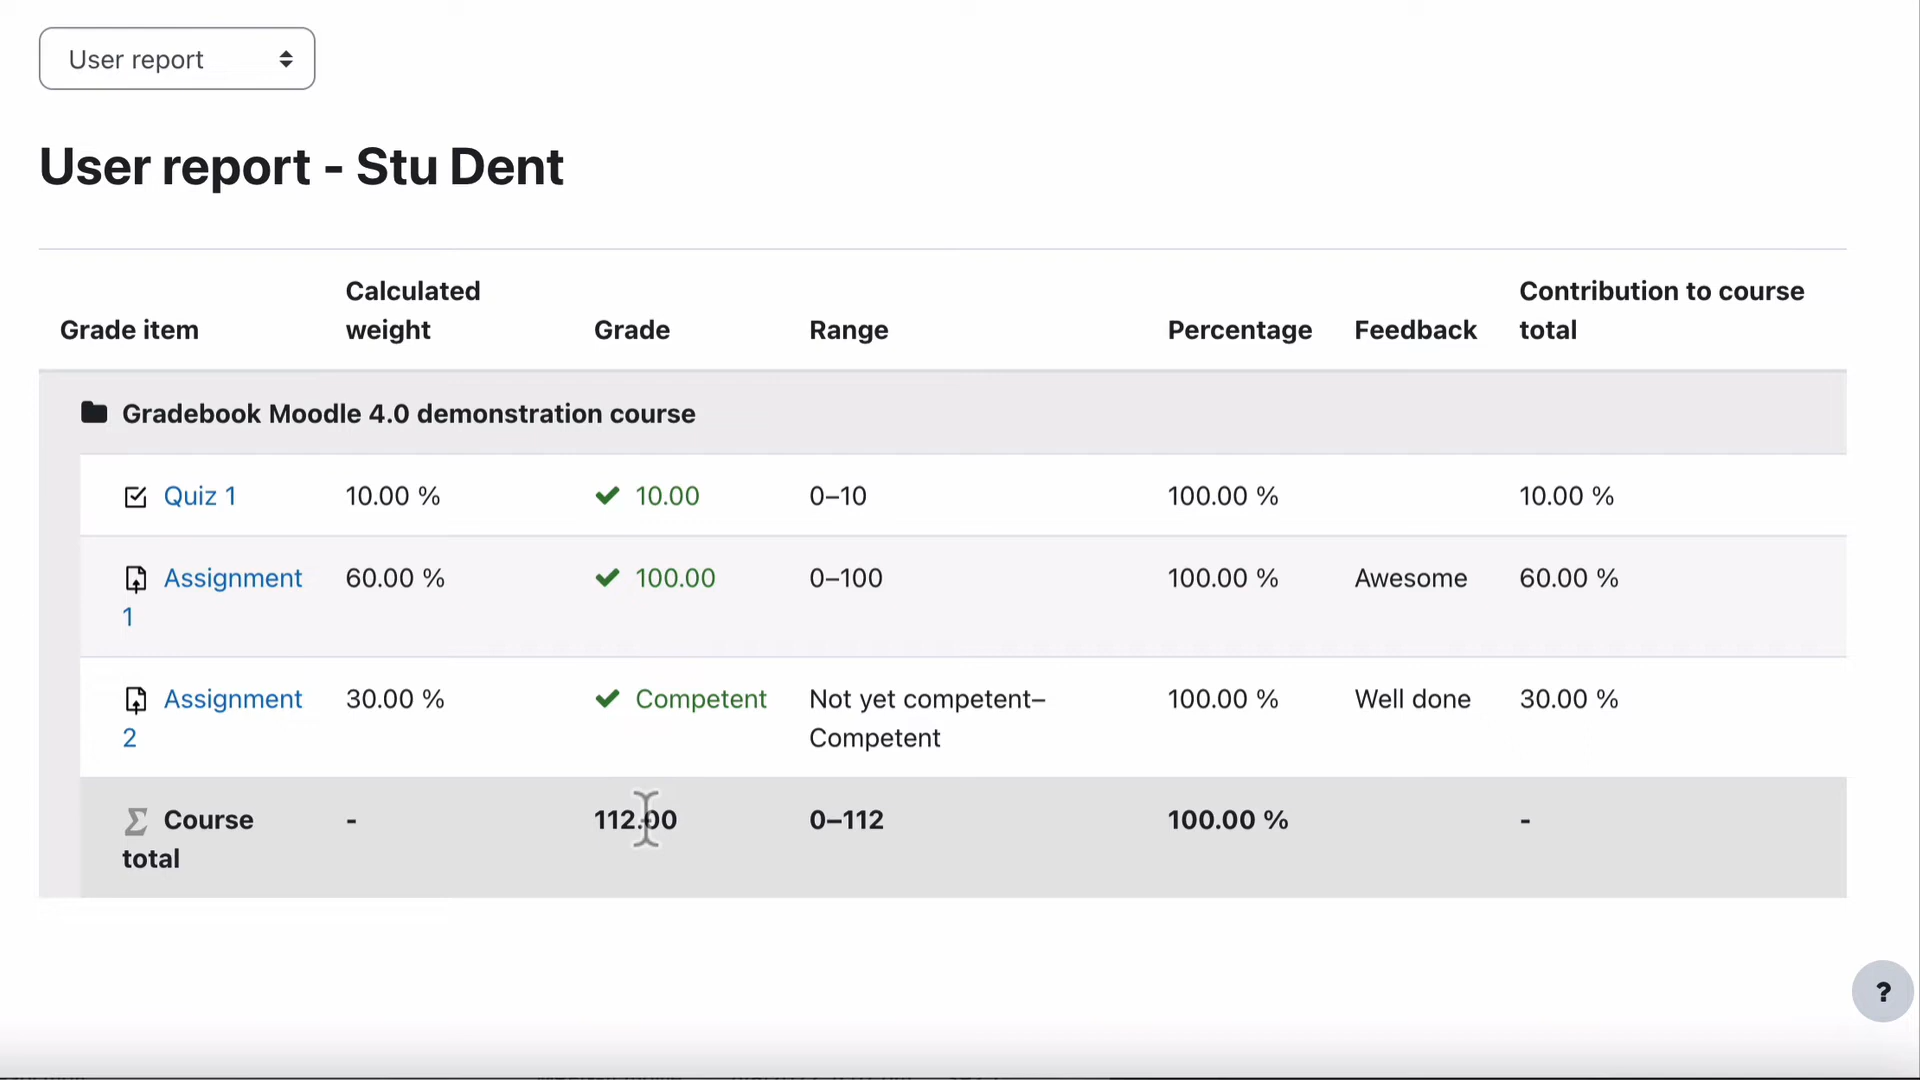 User report
User report - Stu Dent
Grade item Calculated weight Grade Range Percentage Feedback Contribution to course total
Gradebook Moodle 4.0 demonstration course
Quiz 1 10.00 % 10.00 0–10 100.00 % 10.00 %
Assignment 1 60.00 % 100.00 0–100 100.00 % Awesome 60.00 %
Assignment 2 30.00 % Competent Not yet competent–Competent 100.00 % Well done 30.00 %
Course total - 112.00 0–112 100.00 % -
?